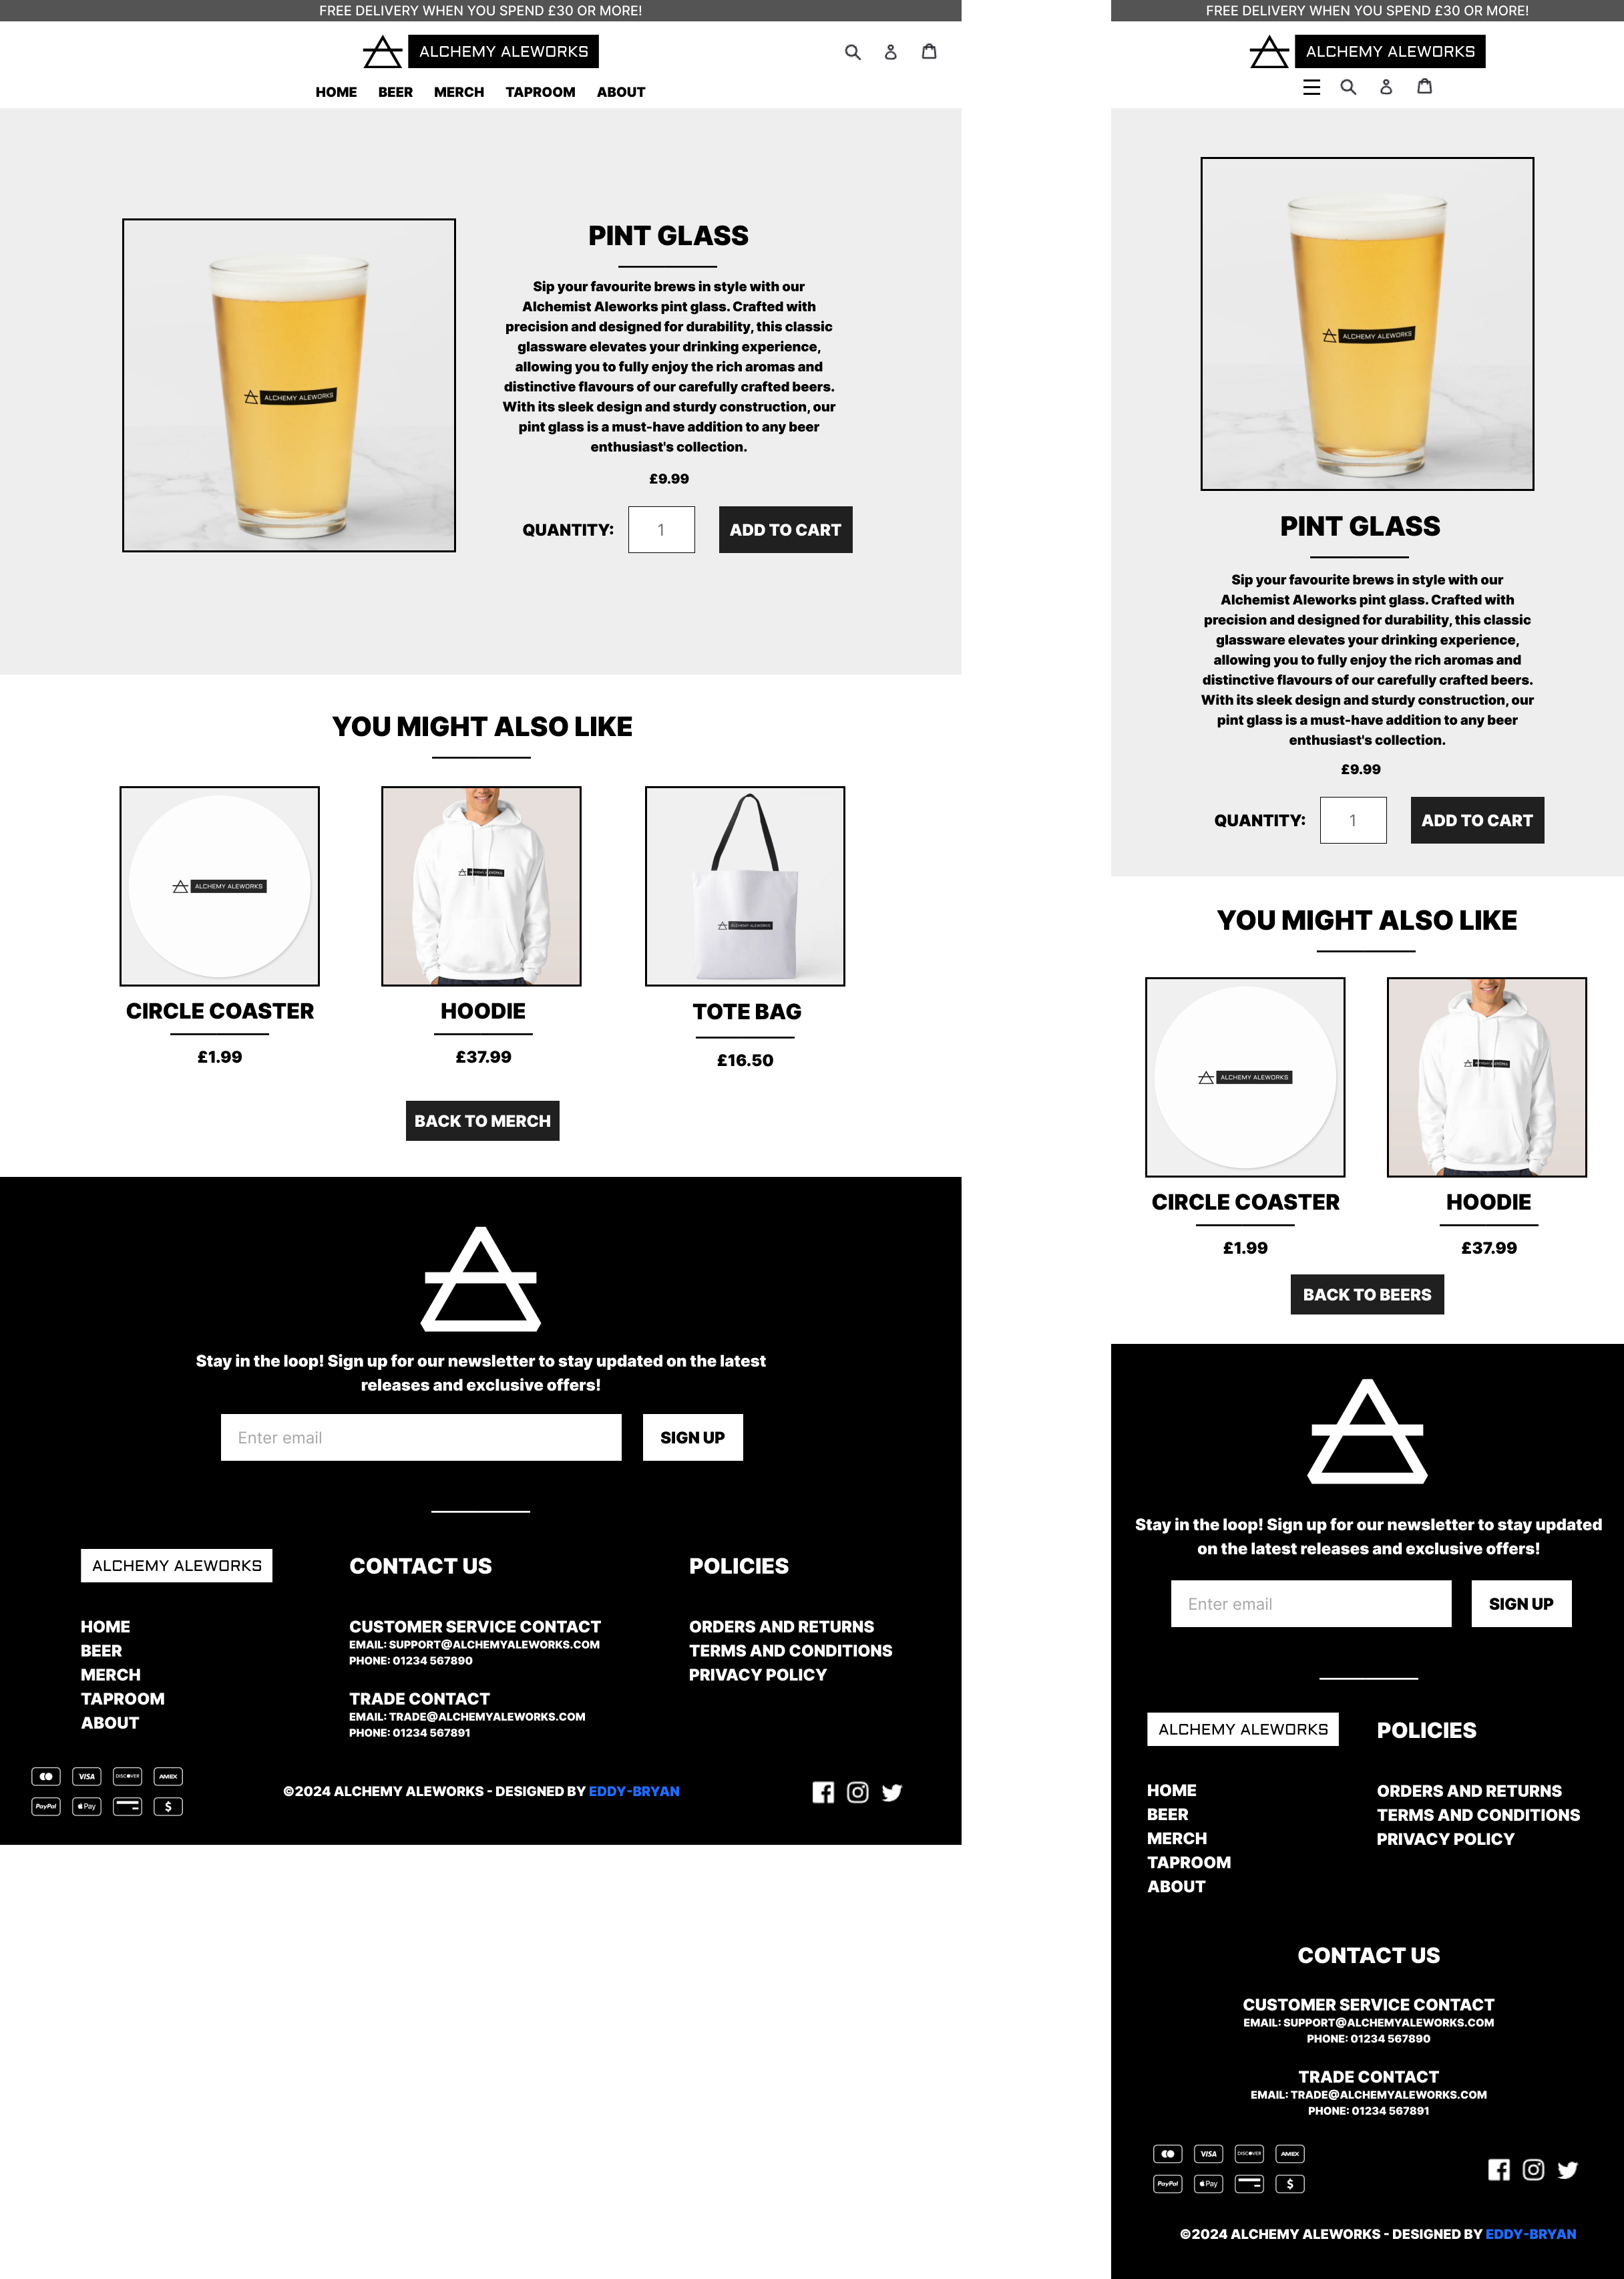 FREE DELIVERY WHEN YOU SPEND £30 OR MORE!
ALCHEMY ALEWORKS
HOME BEER MERCH TAPROOM ABOUT
ALCHEMY ALEWORKS
PINT GLASS
Sip your favourite brews in style with our
Alchemist Aleworks pint glass. Crafted with
precision and designed for durability, this classic
glassware elevates your drinking experience,
allowing you to fully enjoy the rich aromas and
distinctive flavours of our carefully crafted beers.
With its sleek design and sturdy construction, our
pint glass is a must-have addition to any beer
enthusiast's collection.
£9.99
QUANTITY: 1 ADD TO CART
YOU MIGHT ALSO LIKE
ALCHEMY ALEWORKS
ALCHEMY ALEWORKS
ALCHEMY ALEWORKS
CIRCLE COASTER HOODIE TOTE BAG
£1.99 £37.99 £16.50
BACK TO MERCH
Stay in the loop! Sign up for our newsletter to stay updated on the latest
releases and exclusive offers!
Enter email SIGN UP
ALCHEMY ALEWORKS CONTACT US POLICIES
HOME
BEER
MERCH
TAPROOM
ABOUT
CUSTOMER SERVICE CONTACT
EMAIL: SUPPORT@ALCHEMYALEWORKS.COM
PHONE: 01234 567890
TRADE CONTACT
EMAIL: TRADE@ALCHEMYALEWORKS.COM
PHONE: 01234 567891
ORDERS AND RETURNS
TERMS AND CONDITIONS
PRIVACY POLICY
VISA DISCOVER AMEX
PayPal Pay $
©2024 ALCHEMY ALEWORKS - DESIGNED BY EDDY-BRYAN
FREE DELIVERY WHEN YOU SPEND £30 OR MORE!
ALCHEMY ALEWORKS
ALCHEMY ALEWORKS
PINT GLASS
Sip your favourite brews in style with our
Alchemist Aleworks pint glass. Crafted with
precision and designed for durability, this classic
glassware elevates your drinking experience,
allowing you to fully enjoy the rich aromas and
distinctive flavours of our carefully crafted beers.
With its sleek design and sturdy construction, our
pint glass is a must-have addition to any beer
enthusiast's collection.
£9.99
QUANTITY: 1 ADD TO CART
YOU MIGHT ALSO LIKE
ALCHEMY ALEWORKS
ALCHEMY ALEWORKS
CIRCLE COASTER HOODIE
£1.99 £37.99
BACK TO BEERS
Stay in the loop! Sign up for our newsletter to stay updated
on the latest releases and exclusive offers!
Enter email SIGN UP
ALCHEMY ALEWORKS POLICIES
HOME
BEER
MERCH
TAPROOM
ABOUT
ORDERS AND RETURNS
TERMS AND CONDITIONS
PRIVACY POLICY
CONTACT US
CUSTOMER SERVICE CONTACT
EMAIL: SUPPORT@ALCHEMYALEWORKS.COM
PHONE: 01234 567890
TRADE CONTACT
EMAIL: TRADE@ALCHEMYALEWORKS.COM
PHONE: 01234 567891
VISA DISCOVER AMEX
PayPal Pay $
©2024 ALCHEMY ALEWORKS - DESIGNED BY EDDY-BRYAN